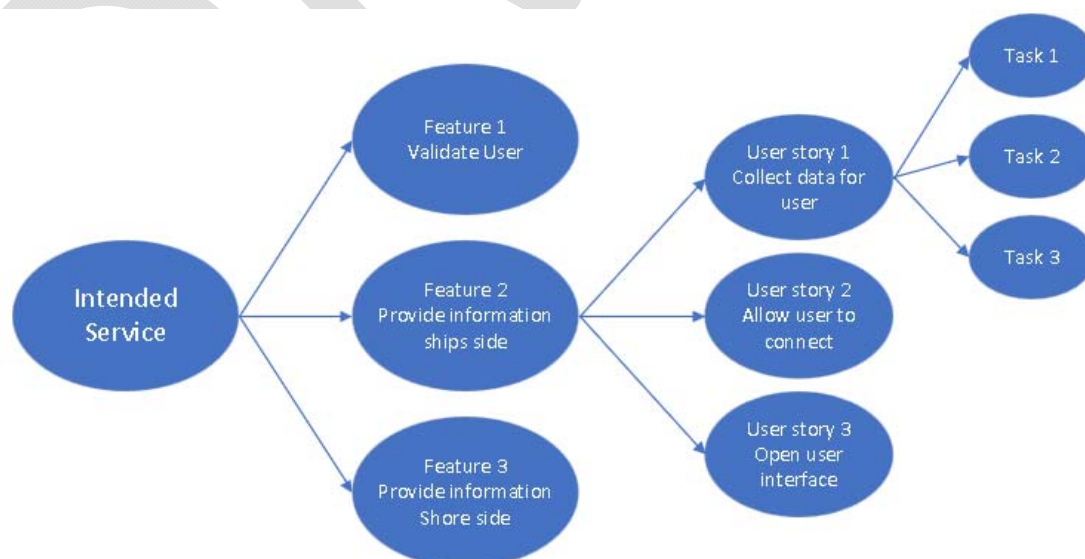 Intended
Service
Feature 1
Validate User
Feature 2
Provide information
ships side
Feature 3
Provide information
Shore side
User story 1
Collect data for
user
User story 2
Allow user to
connect
User story 3
Open user
interface
Task 1
Task 2
Task 3